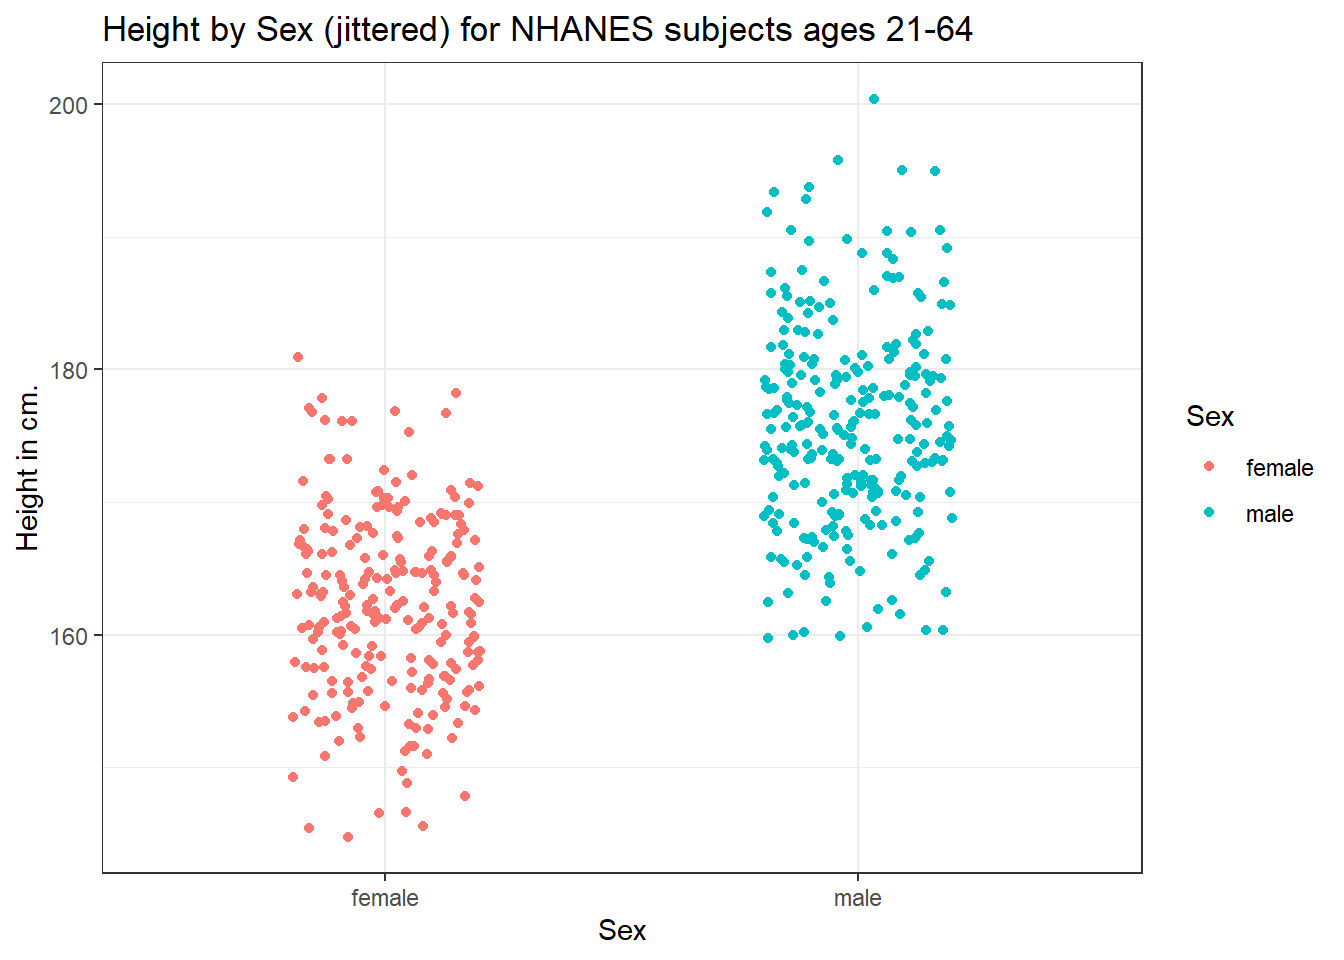 Height by Sex (jittered) for NHANES subjects ages 21-64
200
180
160
Height in cm.
female
male
Sex
Sex
female
male